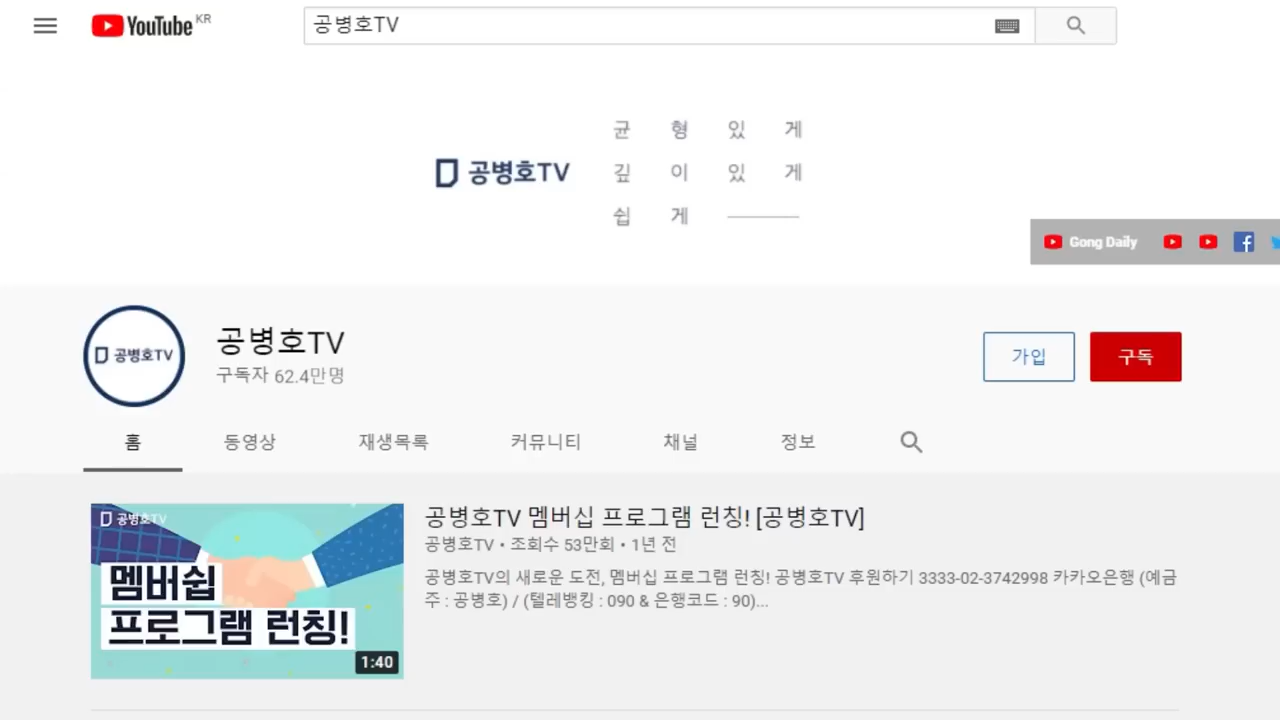 YouTube KR
공병호TV
균 형 있 게
공병호TV
깊 이 있 게
쉽 게
Gong Daily
공병호TV
공병호TV
구독자 62.4만명
가입
구독
홈
동영상
재생목록
커뮤니티
채널
정보
공병호TV
멤버쉽
프로그램 런칭!
1:40
공병호TV 멤버십 프로그램 런칭! [공병호TV]
공병호TV • 조회수 53만회 • 1년 전
공병호TV의 새로운 도전, 멤버십 프로그램 런칭! 공병호TV 후원하기 3333-02-3742998 카카오은행 (예금
주 : 공병호) / (텔레뱅킹 : 090 & 은행코드 : 90)...